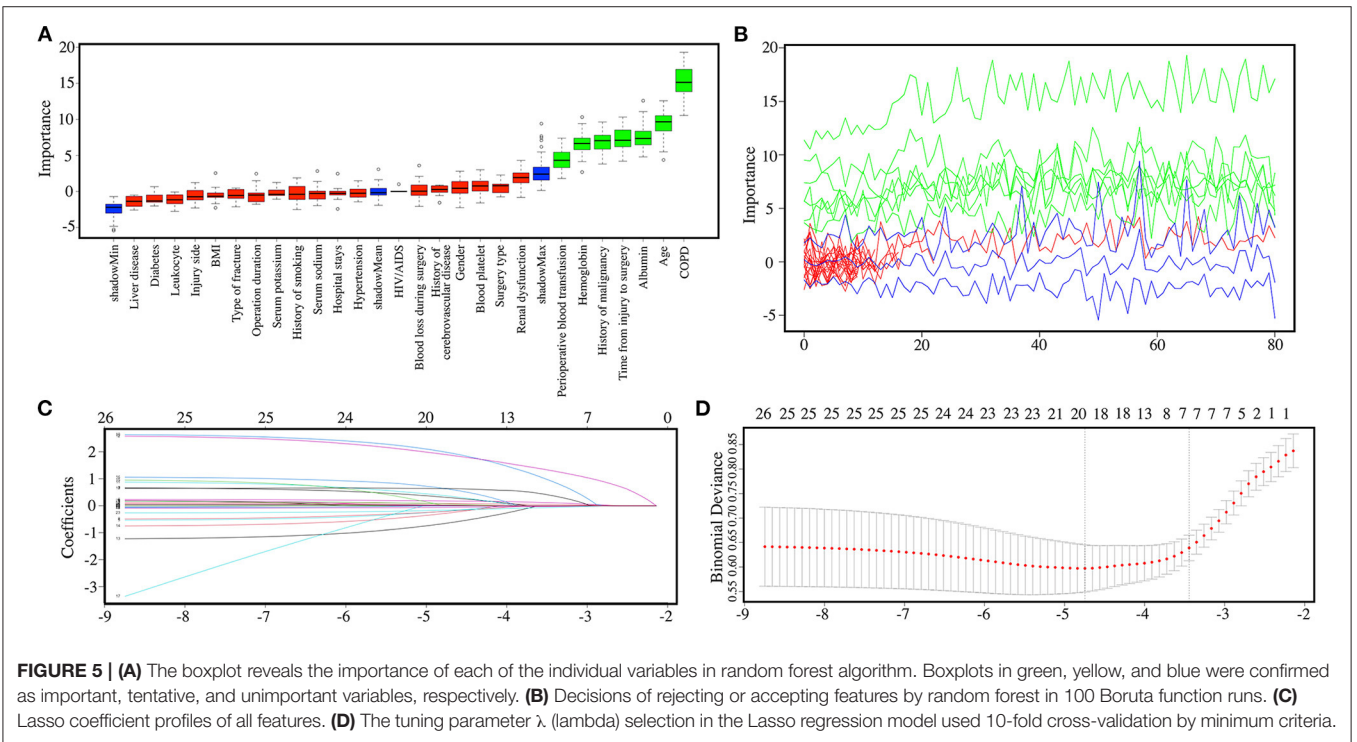 A
20
15
10
5
0
-5
Importance
shadowMin
Liver disease
Diabetes
Leukocyte
Injury side
BMI
Type of fracture
Operation duration
Serum potassium
History of smoking
Serum sodium
Hospital stays
Hypertension
shadowMean
HIV/AIDS
Blood loss during surgery
History of
cerebrovascular disease
Gender
Blood platelet
Surgery type
Renal dysfunction
shadowMax
Perioperative blood transfusion
Hemoglobin
History of malignancy
Time from injury to surgery
Albumin
Age
COPD
B
15
10
5
0
-5
Importance
0 20 40 60 80
C
26 25 25 24 20 13 7 0
2
1
0
-1
-2
-3
Coefficients
-9 -8 -7 -6 -5 -4 -3 -2
D
26 25 25 25 25 25 25 25 24 24 23 23 23 21 20 18 18 13 8 7 7 7 5 2 1 1
0.85
0.80
0.75
0.70
0.65
0.60
0.55
Binomial Deviance
-9 -8 -7 -6 -5 -4 -3 -2
FIGURE 5 | (A) The boxplot reveals the importance of each of the individual variables in random forest algorithm. Boxplots in green, yellow, and blue were confirmed
as important, tentative, and unimportant variables, respectively. (B) Decisions of rejecting or accepting features by random forest in 100 Boruta function runs. (C)
Lasso coefficient profiles of all features. (D) The tuning parameter λ (lambda) selection in the Lasso regression model used 10-fold cross-validation by minimum criteria.